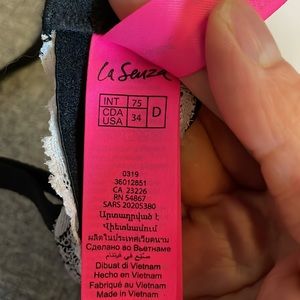 La Senza
INT 75 D
CDA USA 34
0319
36012851
CA 23226
RN 54867
SARS 20205380
Արտադրված է
Վիետնամում
ผลิตในประเทศเวียดนาม
Сделано во Вьетнаме
صنع في فيتنام
Dibuat di Vietnam
Hecho en Vietnam
Fabriqué au Vietnam
Made in Vietnam